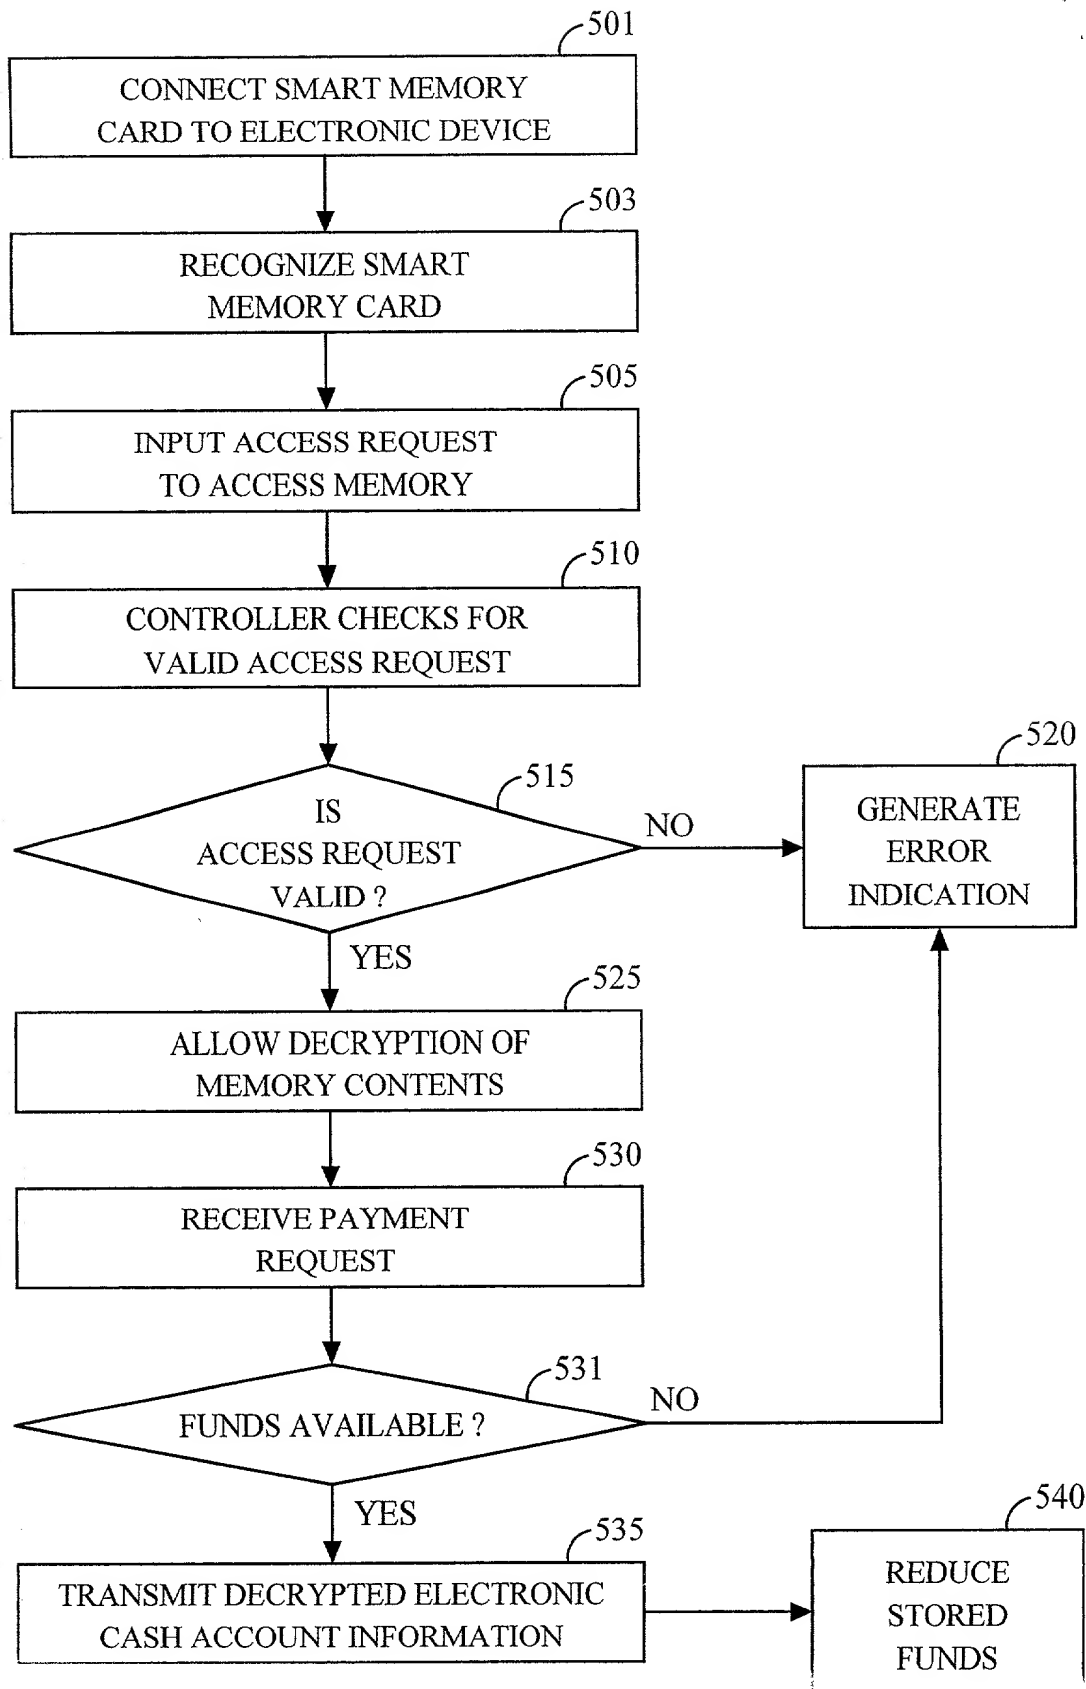 501
CONNECT SMART MEMORY
CARD TO ELECTRONIC DEVICE
503
RECOGNIZE SMART
MEMORY CARD
505
INPUT ACCESS REQUEST
TO ACCESS MEMORY
510
CONTROLLER CHECKS FOR
VALID ACCESS REQUEST
515
IS
ACCESS REQUEST
VALID ?
NO
520
GENERATE
ERROR
INDICATION
YES
525
ALLOW DECRYPTION OF
MEMORY CONTENTS
530
RECEIVE PAYMENT
REQUEST
531
FUNDS AVAILABLE ?
NO
YES
535
TRANSMIT DECRYPTED ELECTRONIC
CASH ACCOUNT INFORMATION
540
REDUCE
STORED
FUNDS